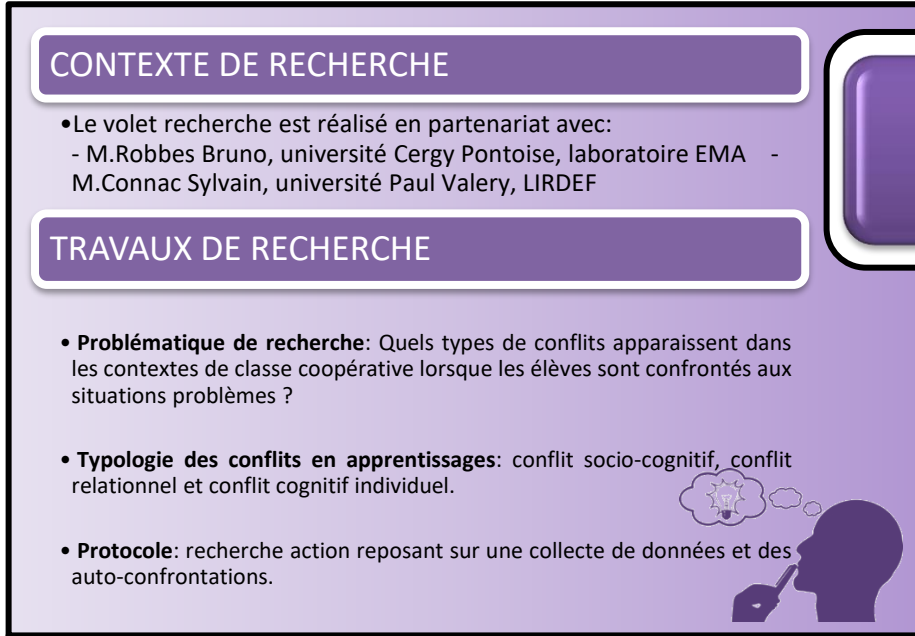 CONTEXTE DE RECHERCHE
•Le volet recherche est réalisé en partenariat avec:
- M.Robbes Bruno, université Cergy Pontoise, laboratoire EMA -
M.Connac Sylvain, université Paul Valery, LIRDEF
TRAVAUX DE RECHERCHE
• Problématique de recherche: Quels types de conflits apparaissent dans
les contextes de classe coopérative lorsque les élèves sont confrontés aux
situations problèmes ?
• Typologie des conflits en apprentissages: conflit socio-cognitif, conflit
relationnel et conflit cognitif individuel.
• Protocole: recherche action reposant sur une collecte de données et des
auto-confrontations.